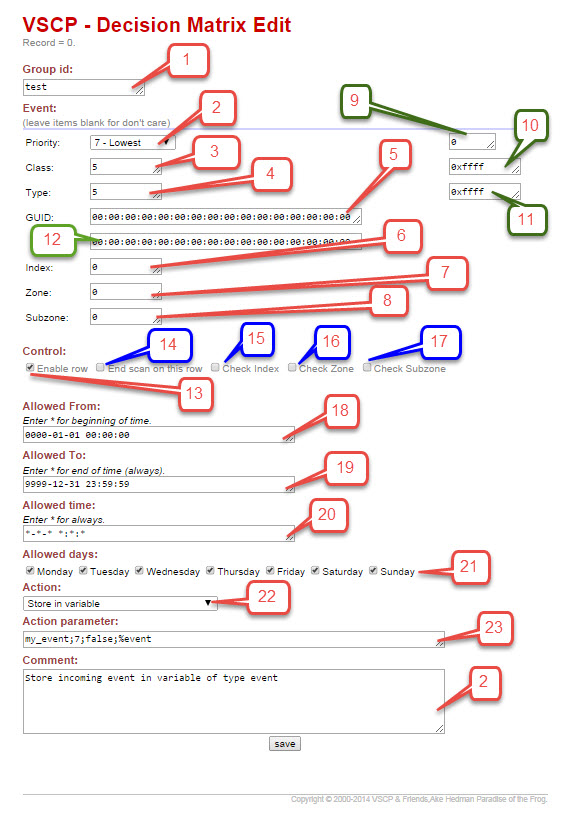 VSCP - Decision Matrix Edit
Record = 0.
1
Group id:
test
Event:
2
9
(leave items blank for don't care)
10
Priority: 7 - Lowest 0
3
Class: 5 0xffff
4
5
Type: 5 0xffff
GUID: 00:00:00:00:00:00:00:00:00:00:00:00:00:00:00:00
11
12
00:00:00:00:00:00:00:00:00:00:00:00:00:00:00:00
6
Index: 0
7
Zone: 0
8
Subzone: 0
14
15
16
17
Control:
Enable row End scan on this row Check Index Check Zone Check Subzone
13
Allowed From:
18
Enter * for beginning of time.
0000-01-01 00:00:00
Allowed To:
19
Enter * for end of time (always).
9999-12-31 23:59:59
Allowed time:
20
Enter * for always.
*-*-* *:*:*
Allowed days:
Monday Tuesday Wednesday Thursday Friday Saturday Sunday
21
Action:
22
Store in variable
Action parameter:
23
my_event;7;false;%event
Comment:
Store incoming event in variable of type event
2
save
Copyright © 2000-2014 VSCP & Friends,Ake Hedman Paradise of the Frog.